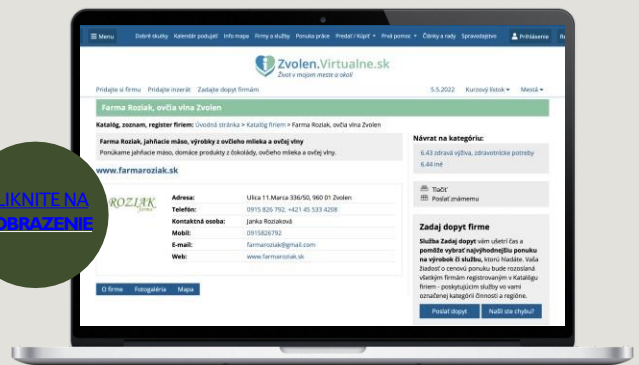 Menu
Dobré skutky Kalendár podujatí Info mapa Firmy a služby Ponuka práce Predať / Kúpiť Prvá pomoc Články a rady Spravodajstvo Prihlásenie
Zvolen.Virtualne.sk
Život v mojom meste a okolí
Pridajte si firmu Pridajte inzerát Zadajte dopyt firmám 5.5.2022 Kurzový lístok Mestá
Farma Roziak, ovčia vlna Zvolen
Katalóg, zoznam, register firiem: Úvodná stránka > Katalóg firiem > Farma Roziak, ovčia vlna Zvolen
Farma Roziak, jahňacie mäso, výrobky z ovčieho mlieka a ovčej vlny
Ponúkame jahňacie mäso, domáce produkty z čokolády, ovčieho mlieka a ovčej vlny.
www.farmaroziak.sk
ROZIAK
farma
Adresa: Ulica 11.Marca 336/50, 960 01 Zvolen
Telefón: 0915 826 792, +421 45 533 4208
Kontaktná osoba: Janka Roziaková
Mobil: 0915826792
E-mail: farmaroziak@gmail.com
Web: www.farmaroziak.sk
O firme Fotogaléria Mapa
Návrat na kategóriu:
6.43 zdravá výživa, zdravotnícke potreby
6.44 iné
Tlačiť
Poslať známemu
Zadaj dopyt firme
Služba Zadaj dopyt vám ušetrí čas a
pomôže vybrať najvýhodnejšiu ponuku
na výrobok či službu, ktorú hľadáte. Vaša
žiadosť o cenovú ponuku bude rozoslaná
všetkým firmám registrovaným v Katalógu
firiem - poskytujúcim služby vo vami
označenej kategórii činnosti a regióne.
Poslať dopyt Našli ste chybu?
LIKNITE NA
OBRAZENIE